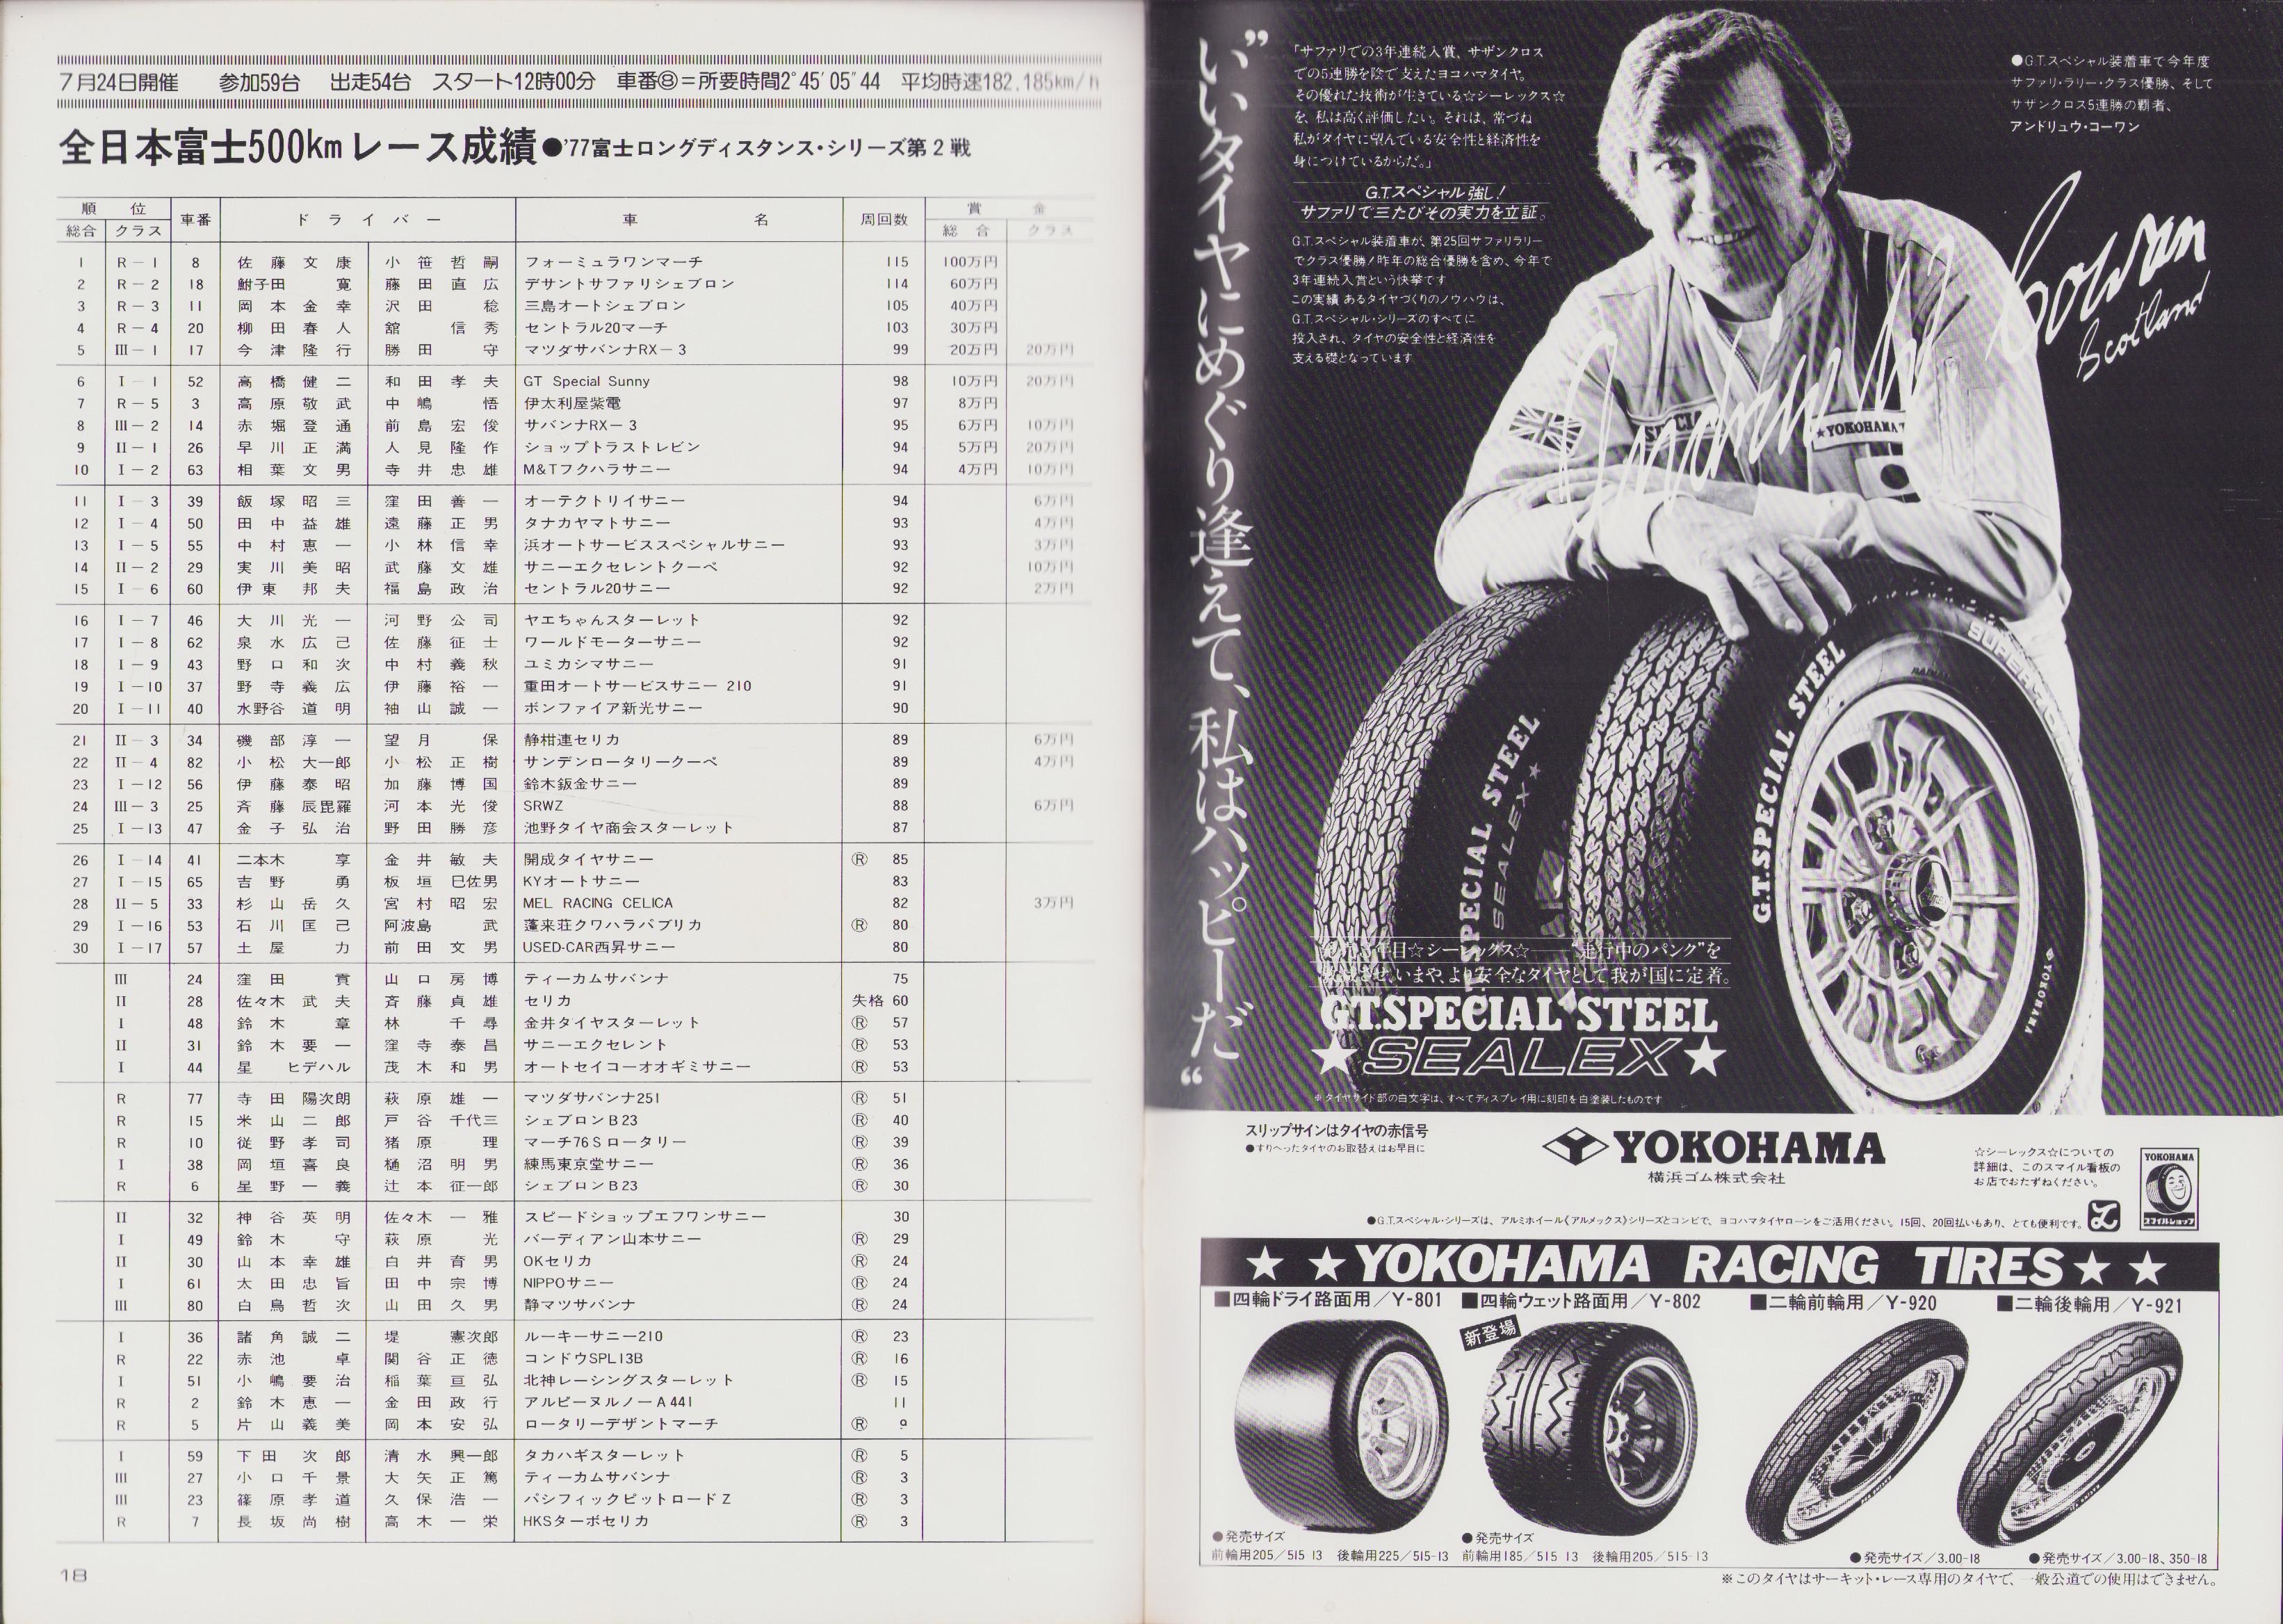 7月24日開催 参加59台 出走54台 スタート12時00分 車番⑧=所要時間2°45′05″44 平均時速182.185km/h
全日本富士500kmレース成績●'77富士ロングディスタンス・シリーズ第2戦
順位 車番 ドライバー 車名 周回数 賞金
総合 クラス 総合 クラス
1 R-1 8 佐藤文康 小笹哲嗣 フォーミュラワンマーチ 115 100万円
2 R-2 18 鮒子田寛 藤田直広 デサントサファリシェブロン 114 60万円
3 R-3 11 岡本金幸 沢田稔 三島オートシェブロン 105 40万円
4 R-4 20 柳田春人 舘信秀 セントラル20マーチ 103 30万円
5 III-1 17 今津隆行 勝田守 マツダサバンナRX-3 99 20万円 20万円
6 I-1 52 高橋健二 和田孝夫 GT Special Sunny 98 10万円 20万円
7 R-5 3 高原敬武 中嶋悟 伊太利屋紫電 97 8万円
8 III-2 14 赤堀登通 前島宏俊 サバンナRX-3 95 6万円 10万円
9 II-1 26 早川正満 人見隆作 ショップトラストレビン 94 5万円 20万円
10 I-2 63 相葉文男 寺井忠雄 M&Tフクハラサニー 94 4万円 10万円
11 I-3 39 飯塚昭三 窪田善一 オーテクトリイサニー 94 6万円
12 I-4 50 田中益雄 遠藤正男 タナカヤマトサニー 93 4万円
13 I-5 55 中村恵一 小林信幸 浜オートサービススペシャルサニー 93 3万円
14 II-2 29 実川美昭 武藤文雄 サニーエクセレントクーペ 92 10万円
15 I-6 60 伊東邦夫 福島政治 セントラル20サニー 92 2万円
16 I-7 46 大川光一 河野公司 ヤエちゃんスターレット 92
17 I-8 62 泉水広己 佐藤征士 ワールドモーターサニー 92
18 I-9 43 野口和次 中村義秋 ユミカシマサニー 91
19 I-10 37 野寺義広 伊藤裕一 重田オートサービスサニー 210 91
20 I-11 40 水野谷道明 袖山誠一 ボンファイア新光サニー 90
21 II-3 34 磯部淳一 望月保 静柑連セリカ 89 6万円
22 II-4 82 小松大一郎 小松正樹 サンデンロータリークーペ 89 4万円
23 I-12 56 伊藤泰昭 加藤博国 鈴木鈑金サニー 89
24 III-3 25 斉藤辰毘羅 河本光俊 SRWZ 88 6万円
25 I-13 47 金子弘治 野田勝彦 池野タイヤ商会スターレット 87
26 I-14 41 二本木享 金井敏夫 開成タイヤサニー Ⓡ 85
27 I-15 65 吉野勇 板垣巳佐男 KYオートサニー 83
28 II-5 33 杉山岳久 宮村昭宏 MEL RACING CELICA 82 3万円
29 I-16 53 石川匡己 阿波島武 蓬来荘クワハラパブリカ Ⓡ 80
30 I-17 57 土屋力 前田文男 USED-CAR西昇サニー 80
III 24 窪田貢 山口房博 ティーカムサバンナ 75
II 28 佐々木武夫 斉藤貞雄 セリカ 失格 60
I 48 鈴木章 林千尋 金井タイヤスターレット Ⓡ 57
II 31 鈴木要一 窪寺泰昌 サニーエクセレント Ⓡ 53
I 44 星ヒデハル 茂木和男 オートセイコーオオギミサニー Ⓡ 53
R 77 寺田陽次朗 萩原雄一 マツダサバンナ251 Ⓡ 51
R 15 米山二郎 戸谷千代三 シェブロンB23 Ⓡ 40
R 10 従野孝司 猪原理 マーチ76Sロータリー Ⓡ 39
I 38 岡垣喜良 樋沼明男 練馬東京堂サニー Ⓡ 36
R 6 星野一義 辻本征一郎 シェブロンB23 Ⓡ 30
II 32 神谷英明 佐々木一雅 スピードショップエフワンサニー 30
I 49 鈴木守 萩原光 バーディアン山本サニー Ⓡ 29
II 30 山本幸雄 白井育男 OKセリカ Ⓡ 24
I 61 太田忠旨 田中宗博 NIPPOサニー Ⓡ 24
III 80 白鳥哲次 山田久男 静マツサバンナ Ⓡ 24
I 36 諸角誠二 堤憲次郎 ルーキーサニー210 Ⓡ 23
R 22 赤池卓 関谷正徳 コンドウSPL13B Ⓡ 16
I 51 小嶋要治 稲葉亘弘 北神レーシングスターレット Ⓡ 15
R 2 鈴木恵一 金田政行 アルピーヌルノーA441 11
R 5 片山義美 岡本安弘 ロータリーデザントマーチ Ⓡ 9
I 59 下田次郎 清水興一郎 タカハギスターレット Ⓡ 5
III 27 小口千景 大矢正篤 ティーカムサバンナ Ⓡ 3
III 23 篠原孝道 久保浩一 パシフィックピットロードZ Ⓡ 3
R 7 長坂尚樹 高木一栄 HKSターボセリカ Ⓡ 3
18
"いいタイヤにめぐり逢えて、私はハッピーだ"
「サファリでの3年連続入賞、サザンクロス
での5連勝を陰で支えたヨコハマタイヤ。
その優れた技術が生きている☆シーレックス☆
を、私は高く評価したい。それは、常づね
私がタイヤに望んでいる安全性と経済性を
身につけているからだ。」
G.T.スペシャル強し!
サファリで三たびその実力を立証。
G.T.スペシャル装着車が、第25回サファリラリー
でクラス優勝!昨年の総合優勝を含め、今年で
3年連続入賞という快挙です
この実績あるタイヤづくりのノウハウは、
G.T.スペシャル・シリーズのすべてに
投入され、タイヤの安全性と経済性を
支える礎となっています
●G.T.スペシャル装着車で今年度
サファリ・ラリー・クラス優勝、そして
サザンクロス5連勝の覇者、
アンドリュウ・コーワン
Andrew Cowan
Scotland
★YOKOHAMA
SPECIAL STEEL
SEALEX★
G.T.SPECIAL STEEL
YOKOHAMA
年目☆シーレックス☆——"走行中のパンク"を
させ、いまや、より安全なタイヤとして我が国に定着。
G.T.SPECIAL STEEL
★SEALEX★
※タイヤサイド部の白文字は、すべてディスプレイ用に刻印を白塗装したものです
スリップサインはタイヤの赤信号
●すりへったタイヤのお取替えはお早目に
YOKOHAMA
横浜ゴム株式会社
☆シーレックス☆についての
詳細は、このスマイル看板の
お店でおたずねください。
YOKOHAMA
スマイルショップ
●G.T.スペシャル・シリーズは、アルミホイール《アルメックス》シリーズとコンビで、ヨコハマタイヤローンをご活用ください。15回、20回払いもあり、とても便利です。
★ ★YOKOHAMA RACING TIRES★ ★
■四輪ドライ路面用/Y-801 ■四輪ウェット路面用/Y-802 ■二輪前輪用/Y-920 ■二輪後輪用/Y-921
新登場
●発売サイズ
前輪用205/515-13 後輪用225/515-13
●発売サイズ
前輪用185/515-13 後輪用205/515-13
●発売サイズ/3.00-18
●発売サイズ/3.00-18、350-18
※このタイヤはサーキット・レース専用のタイヤで、一般公道での使用はできません。